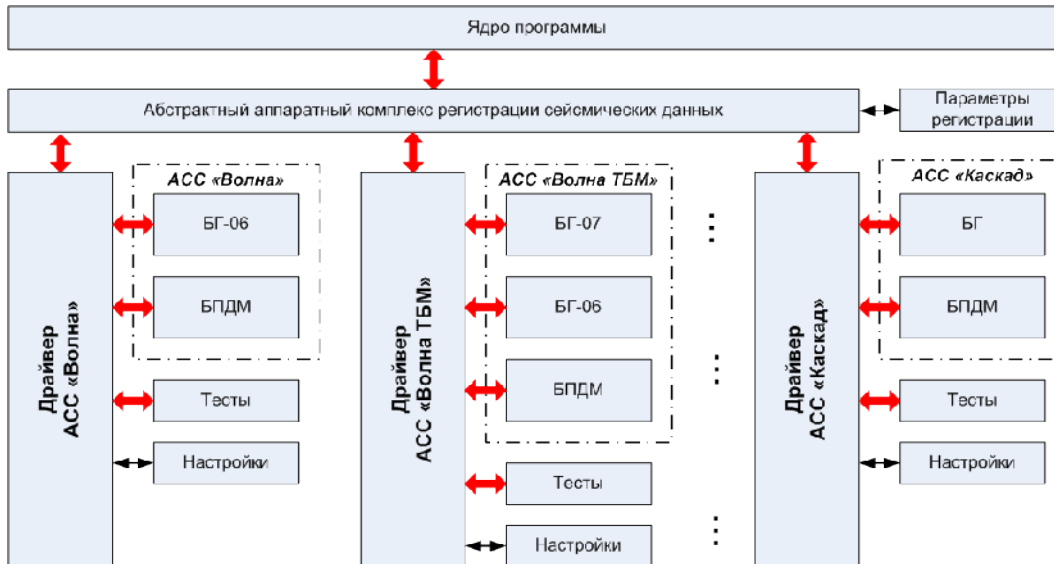 Ядро программы
Абстрактный аппаратный комплекс регистрации сейсмических данных
Параметры
регистрации
Драйвер
АСС «Волна»
АСС «Волна»
БГ-06
БПДМ
Тесты
Настройки
Драйвер
АСС «Волна ТБМ»
АСС «Волна ТБМ»
БГ-07
БГ-06
БПДМ
Тесты
Настройки
Драйвер
АСС «Каскад»
АСС «Каскад»
БГ
БПДМ
Тесты
Настройки